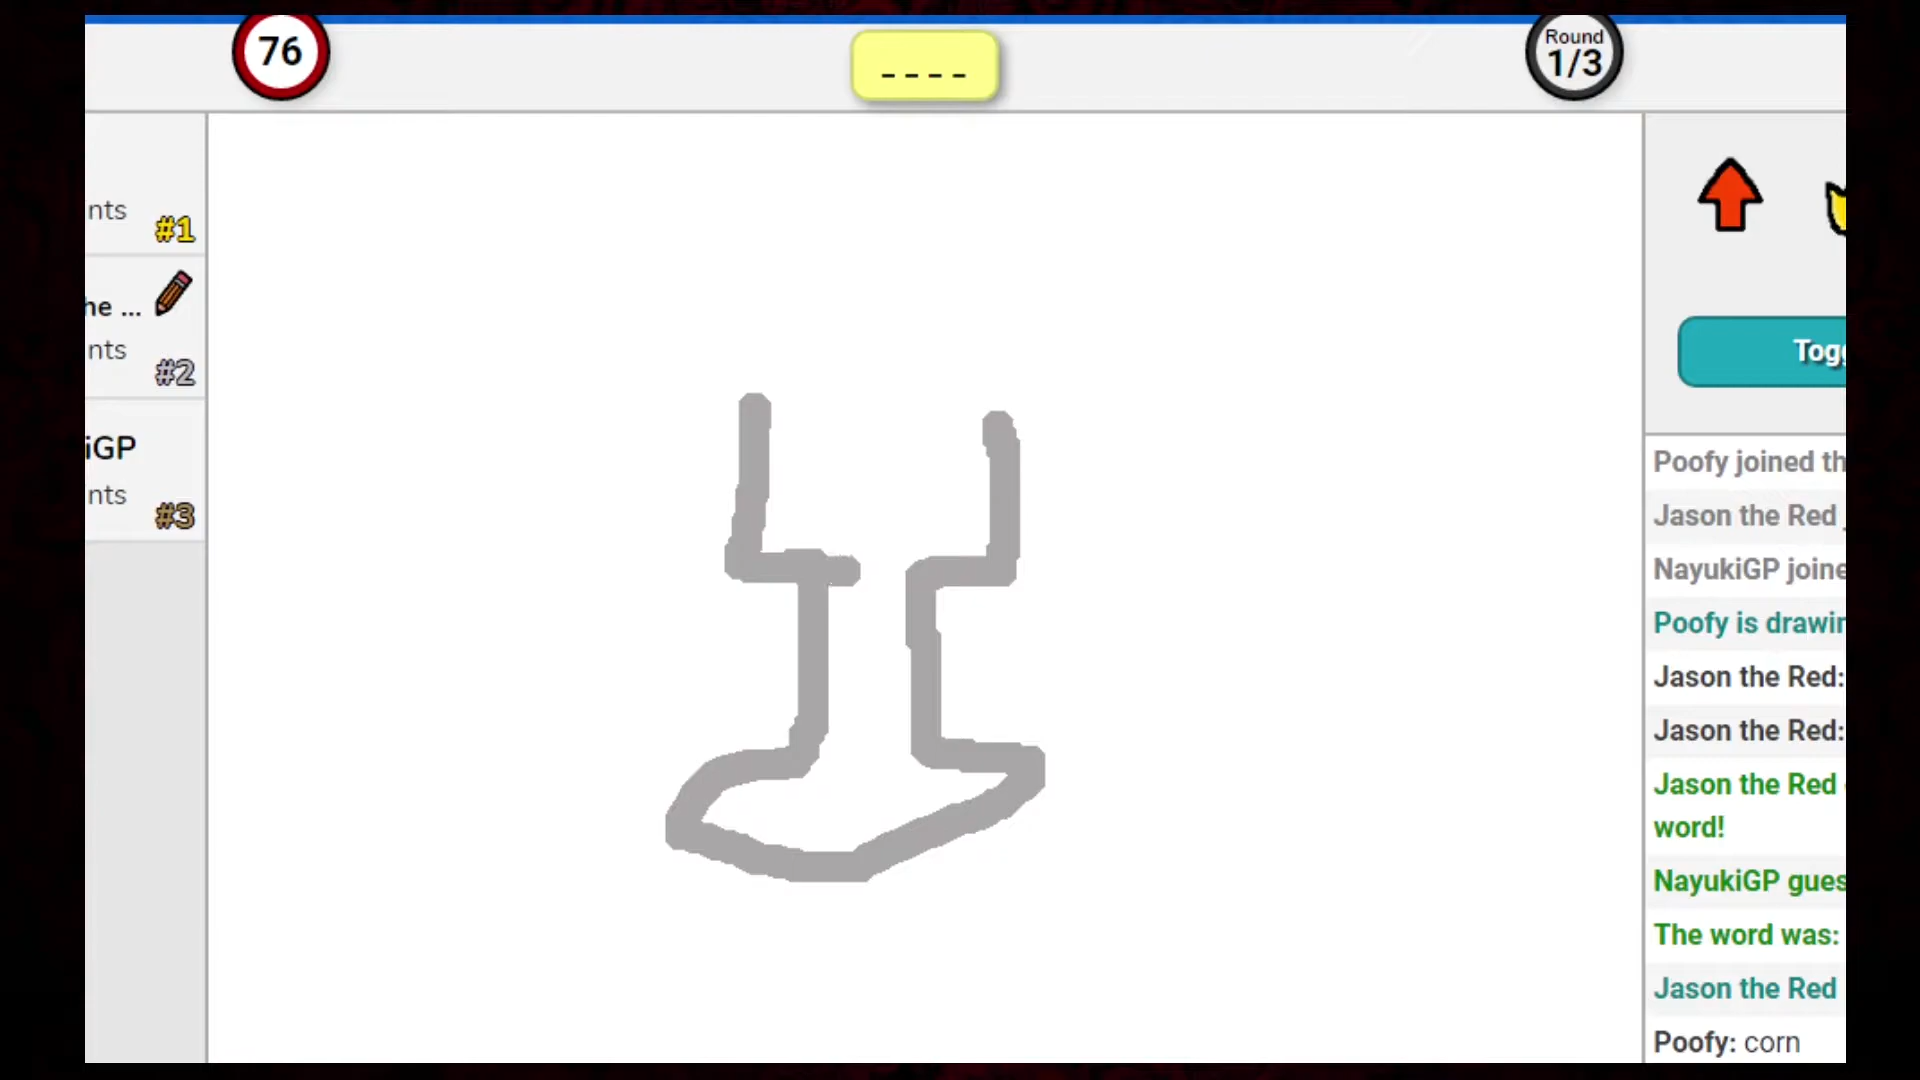 76
_ _ _ _
Round
1/3
nts
#1
he ...
nts
#2
iGP
nts
#3
Togg
Poofy joined th
Jason the Red
NayukiGP joine
Poofy is drawin
Jason the Red:
Jason the Red:
Jason the Red
word!
NayukiGP gues
The word was:
Jason the Red
Poofy: corn